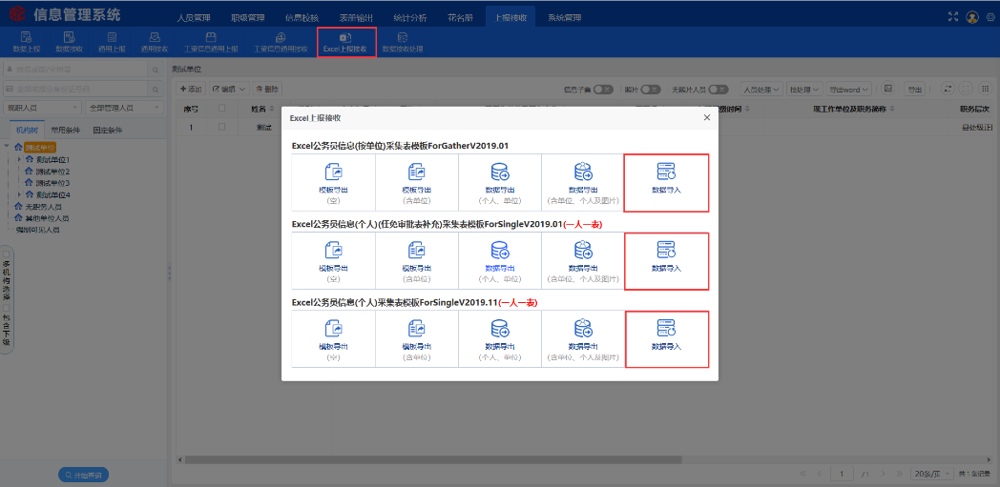 信息管理系统
人员管理 职级管理 信息校核 表册输出 统计分析 花名册 上报接收 系统管理
数据上报 数据接收 通用上报 通用接收 工资信息通用上报 工资信息通用接收 Excel上报接收 数据接收处理
测试单位
添加 编辑 删除 信息子集 照片 无照片人员 人员处理 批处理 导出word 导出
现职人员 全部管理人员
序号 姓名 现工作单位及职务简称 职务层次
1 测试 县处级正职
机构树 常用条件 固定条件
测试单位
测试单位1
测试单位2
测试单位3
测试单位4
无职务人员
其他单位人员
强制可见人员
多机构选择
包含下级
Excel上报接收
Excel公务员信息(按单位)采集表模板ForGatherV2019.01
模板导出 模板导出 数据导出 数据导出 数据导入
(空) (含单位) (个人、单位) (含单位、个人及图片)
Excel公务员信息(个人)(任免审批表补充)采集表模板ForSingleV2019.01(一人一表)
模板导出 模板导出 数据导出 数据导出 数据导入
(空) (含单位) (个人、单位) (含单位、个人及图片)
Excel公务员信息(个人)采集表模板ForSingleV2019.11(一人一表)
模板导出 模板导出 数据导出 数据导出 数据导入
(空) (含单位) (个人、单位) (含单位、个人及图片)
开始查询
1 /1 20条/页 共1条记录